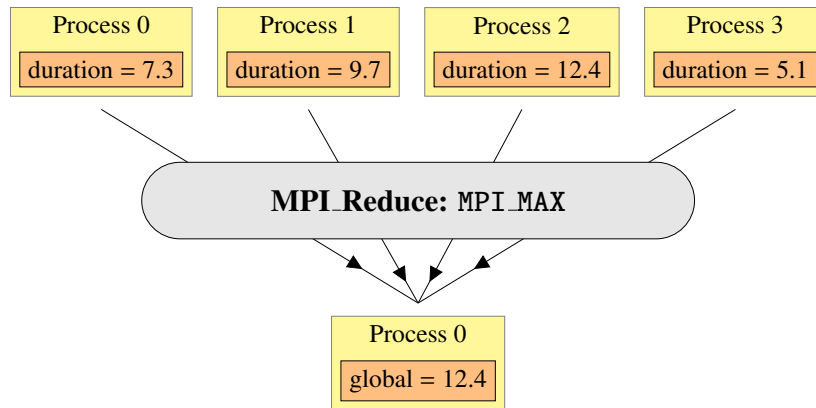 Process 0
duration = 7.3
Process 1
duration = 9.7
Process 2
duration = 12.4
Process 3
duration = 5.1
MPI_Reduce: MPI_MAX
Process 0
global = 12.4